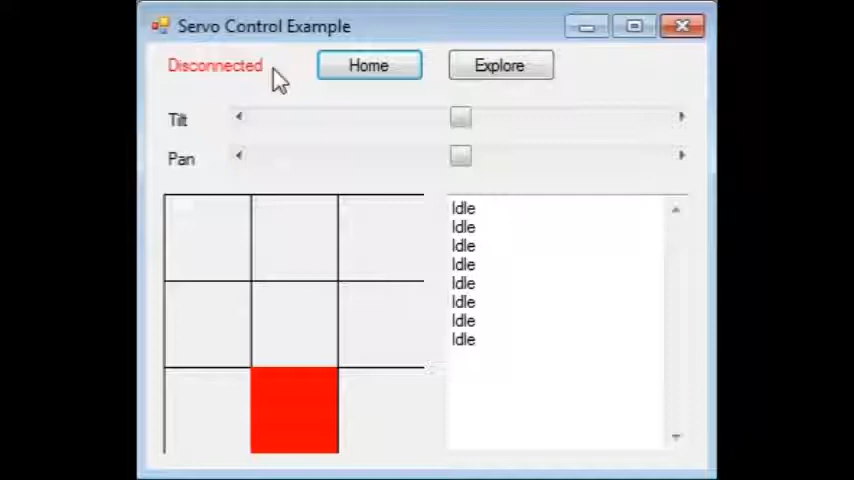 Servo Control Example
Disconnected
Home
Explore
Tilt
Pan
Idle
Idle
Idle
Idle
Idle
Idle
Idle
Idle